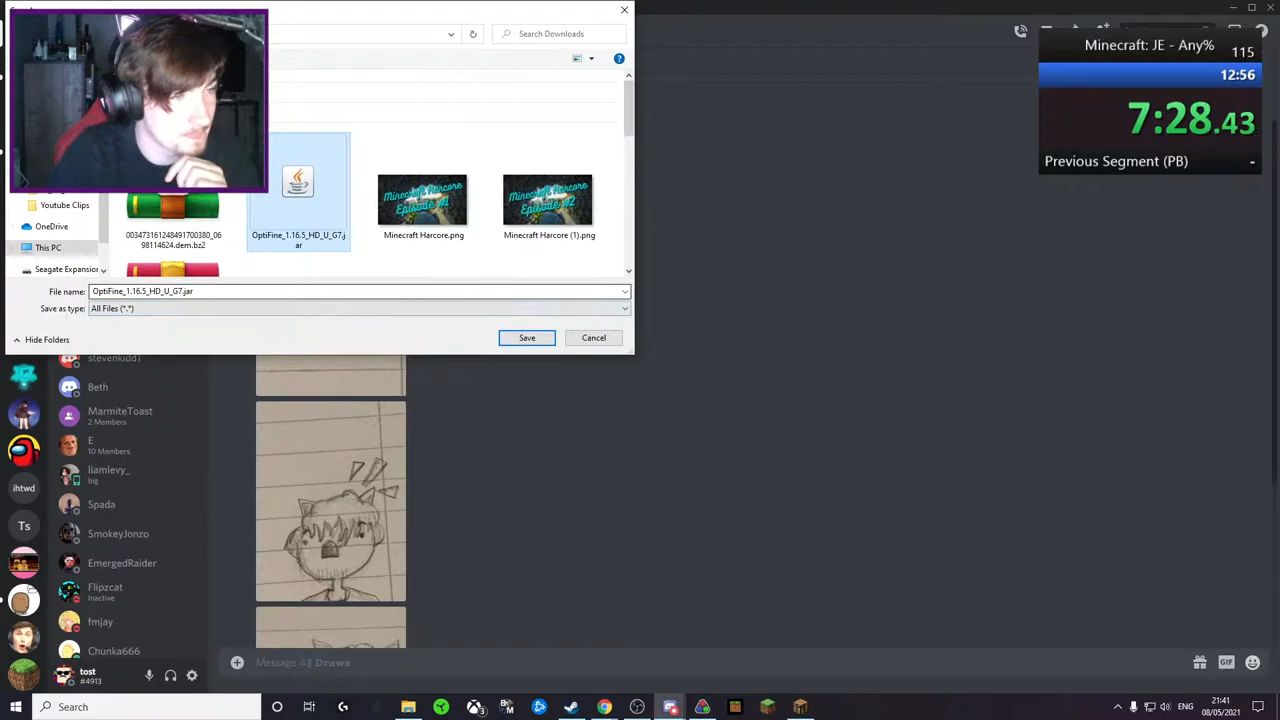 Search Downloads
Minecraft: JE - Any%
115
12:56
7:28.43
Previous Segment (PB)
-
Youtube Clips
OneDrive
This PC
Seagate Expansion
003473161248491700380_06
98114624.dem.bz2
OptiFine_1.16.5_HD_U_G7.j
ar
Minecraft Harcore
Episode #1
Minecraft Harcore.png
Minecraft Harcore
Episode #2
Minecraft Harcore (1).png
File name:
OptiFine_1.16.5_HD_U_G7.jar
Save as type:
All Files (*.*)
Hide Folders
Save
Cancel
stevenkidd1
Beth
MarmiteToast
2 Members
E
10 Members
liamlevy_
big
ihtwd
Spada
Ts
SmokeyJonzo
EmergedRaider
Flipzcat
Inactive
fmjay
Chunka666
tost
#4913
Message @J Draws
GIF
Search
ENG
21:41
08/05/2021